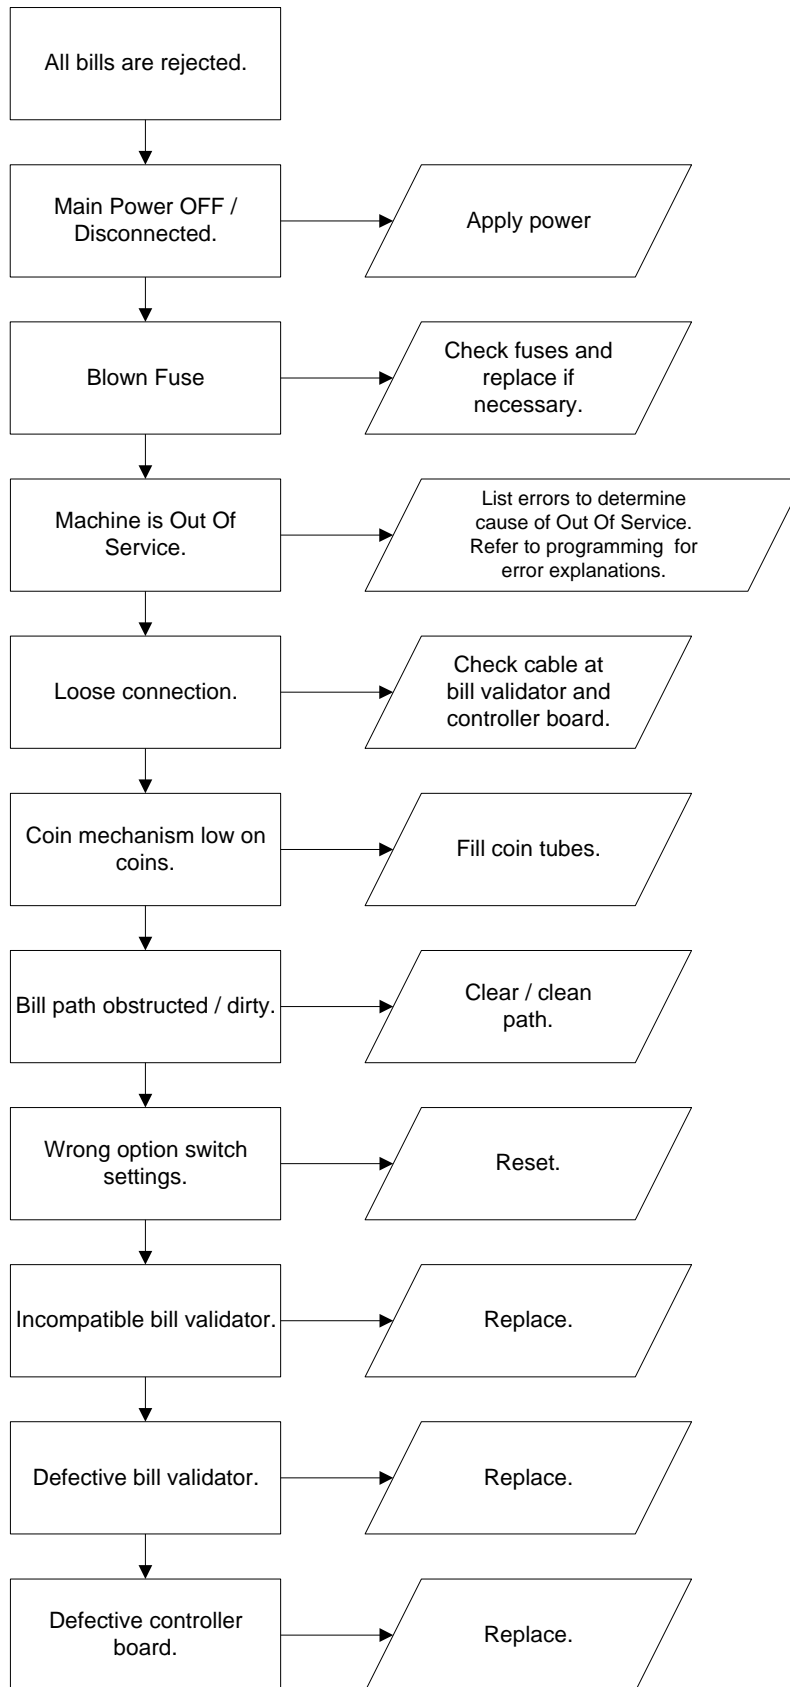 All bills are rejected.
Main Power OFF /
Disconnected.
Apply power
Blown Fuse
Check fuses and
replace if
necessary.
Machine is Out Of
Service.
List errors to determine
cause of Out Of Service.
Refer to programming for
error explanations.
Loose connection.
Check cable at
bill validator and
controller board.
Coin mechanism low on
coins.
Fill coin tubes.
Bill path obstructed / dirty.
Clear / clean
path.
Wrong option switch
settings.
Reset.
Incompatible bill validator.
Replace.
Defective bill validator.
Replace.
Defective controller
board.
Replace.